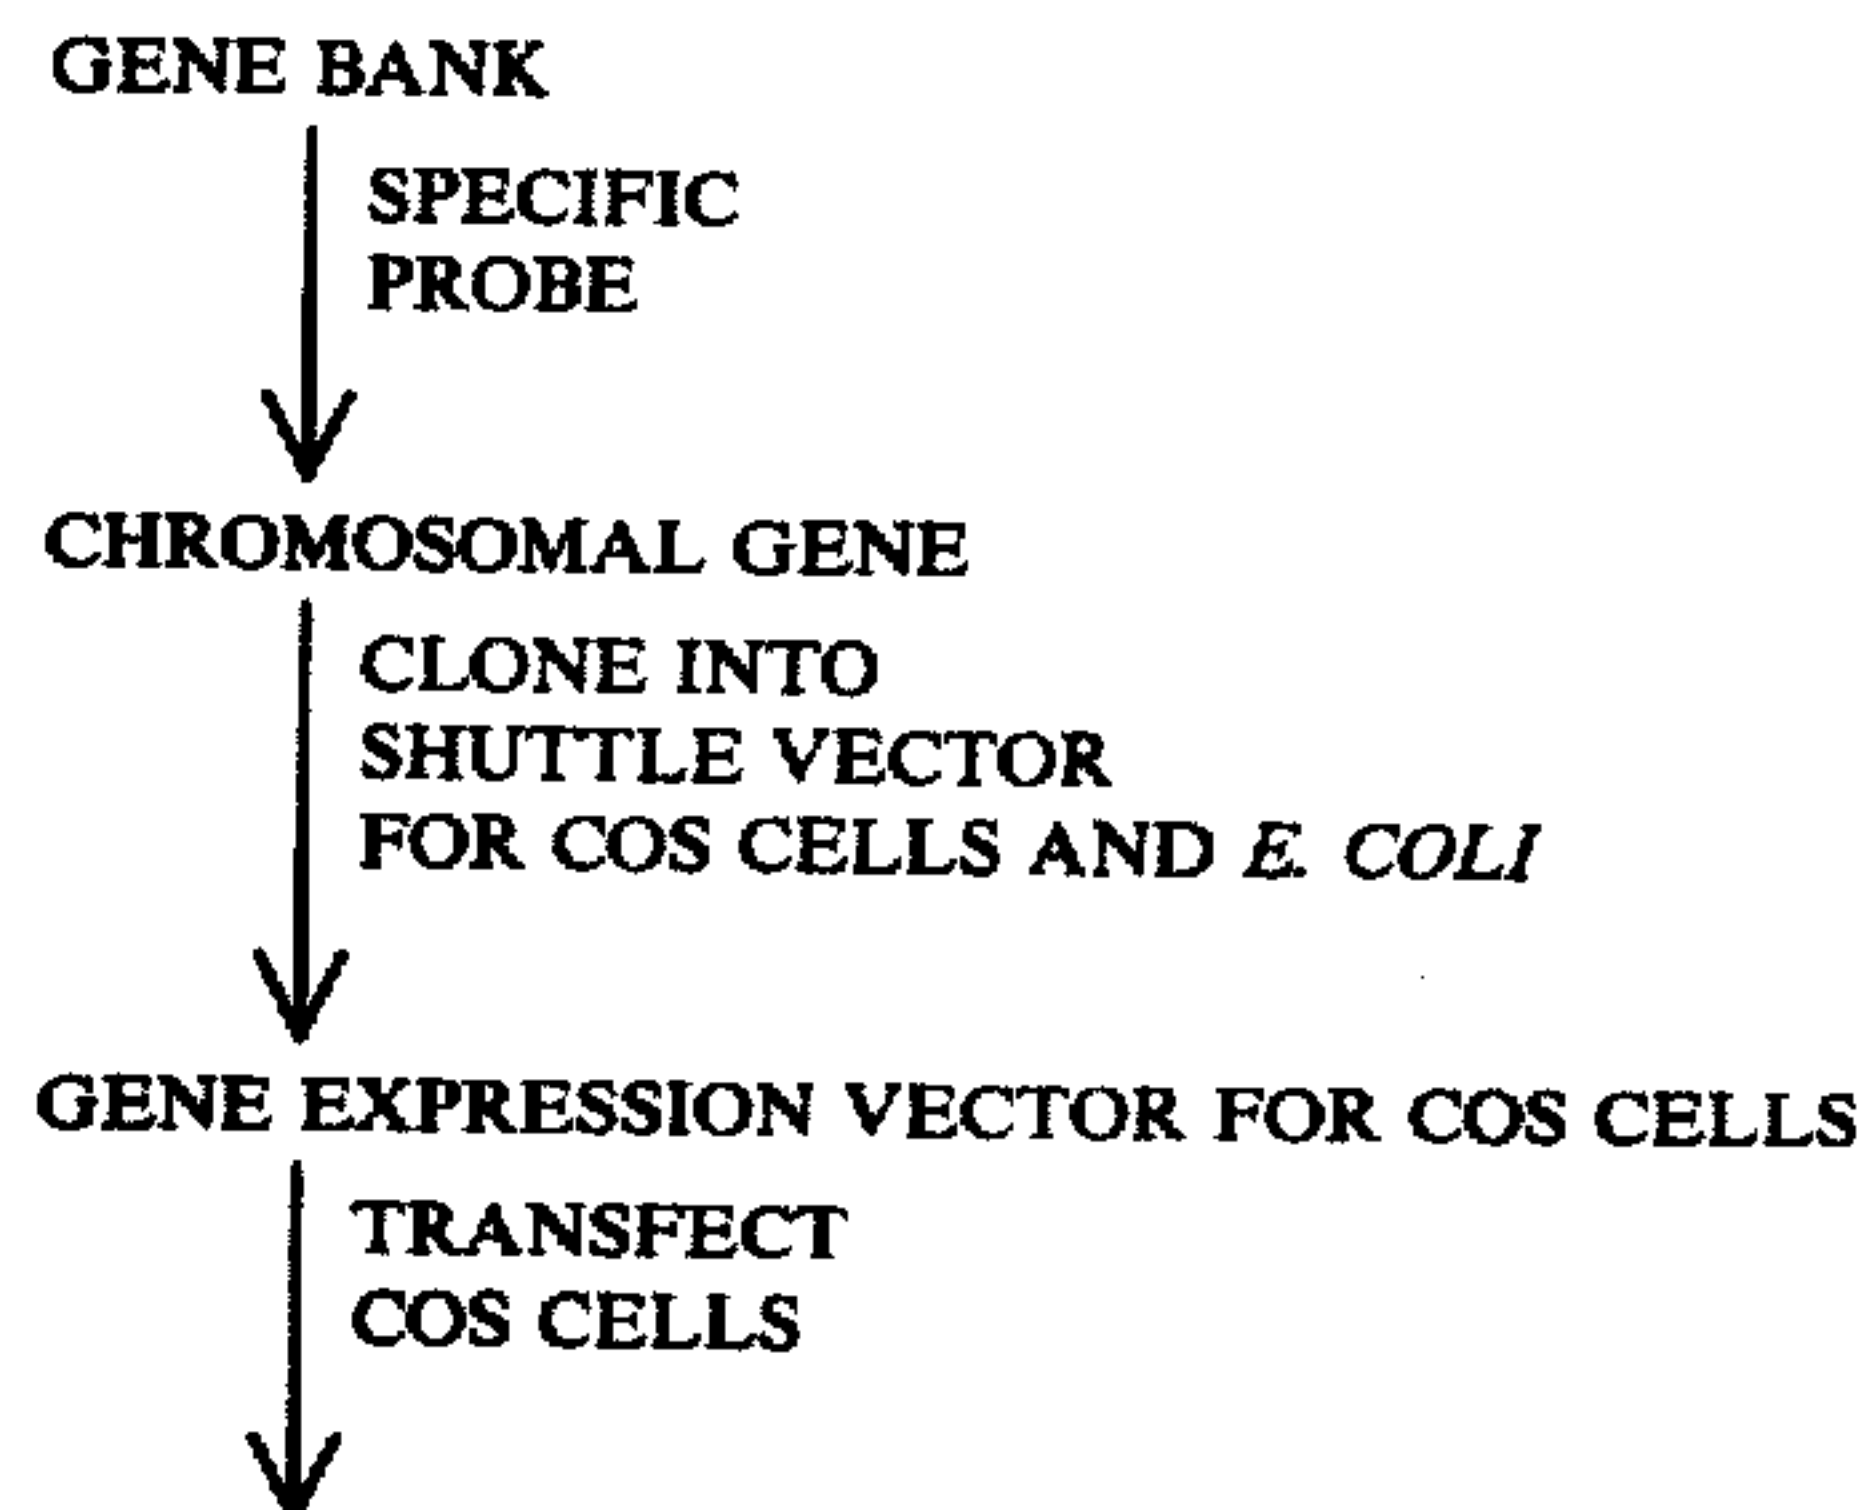 GENE BANK
SPECIFIC
PROBE
CHROMOSOMAL GENE
CLONE INTO
SHUTTLE VECTOR
FOR COS CELLS AND E. COLI
GENE EXPRESSION VECTOR FOR COS CELLS
TRANSFECT
COS CELLS